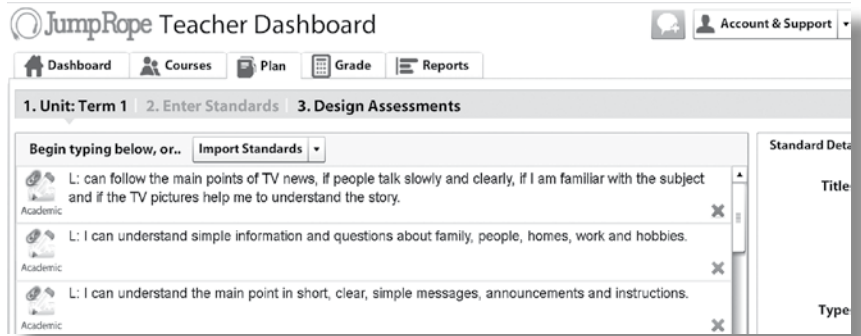 JumpRope Teacher Dashboard
Account & Support
Dashboard Courses Plan Grade Reports
1. Unit: Term 1 2. Enter Standards 3. Design Assessments
Begin typing below, or.. Import Standards
Standard Deta
L: can follow the main points of TV news, if people talk slowly and clearly, if I am familiar with the subject
and if the TV pictures help me to understand the story.
Academic
Title
L: I can understand simple information and questions about family, people, homes, work and hobbies.
Academic
L: I can understand the main point in short, clear, simple messages, announcements and instructions.
Academic
Type